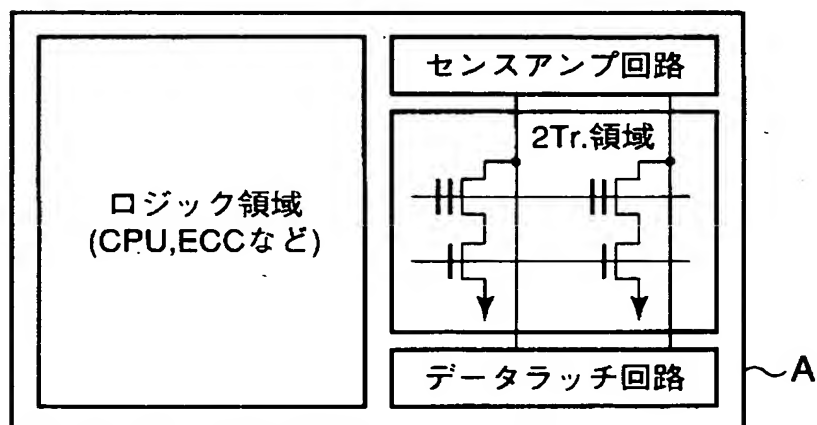 ロジック領域
(CPU,ECCなど)
センスアンプ回路
2Tr.領域
データラッチ回路
A